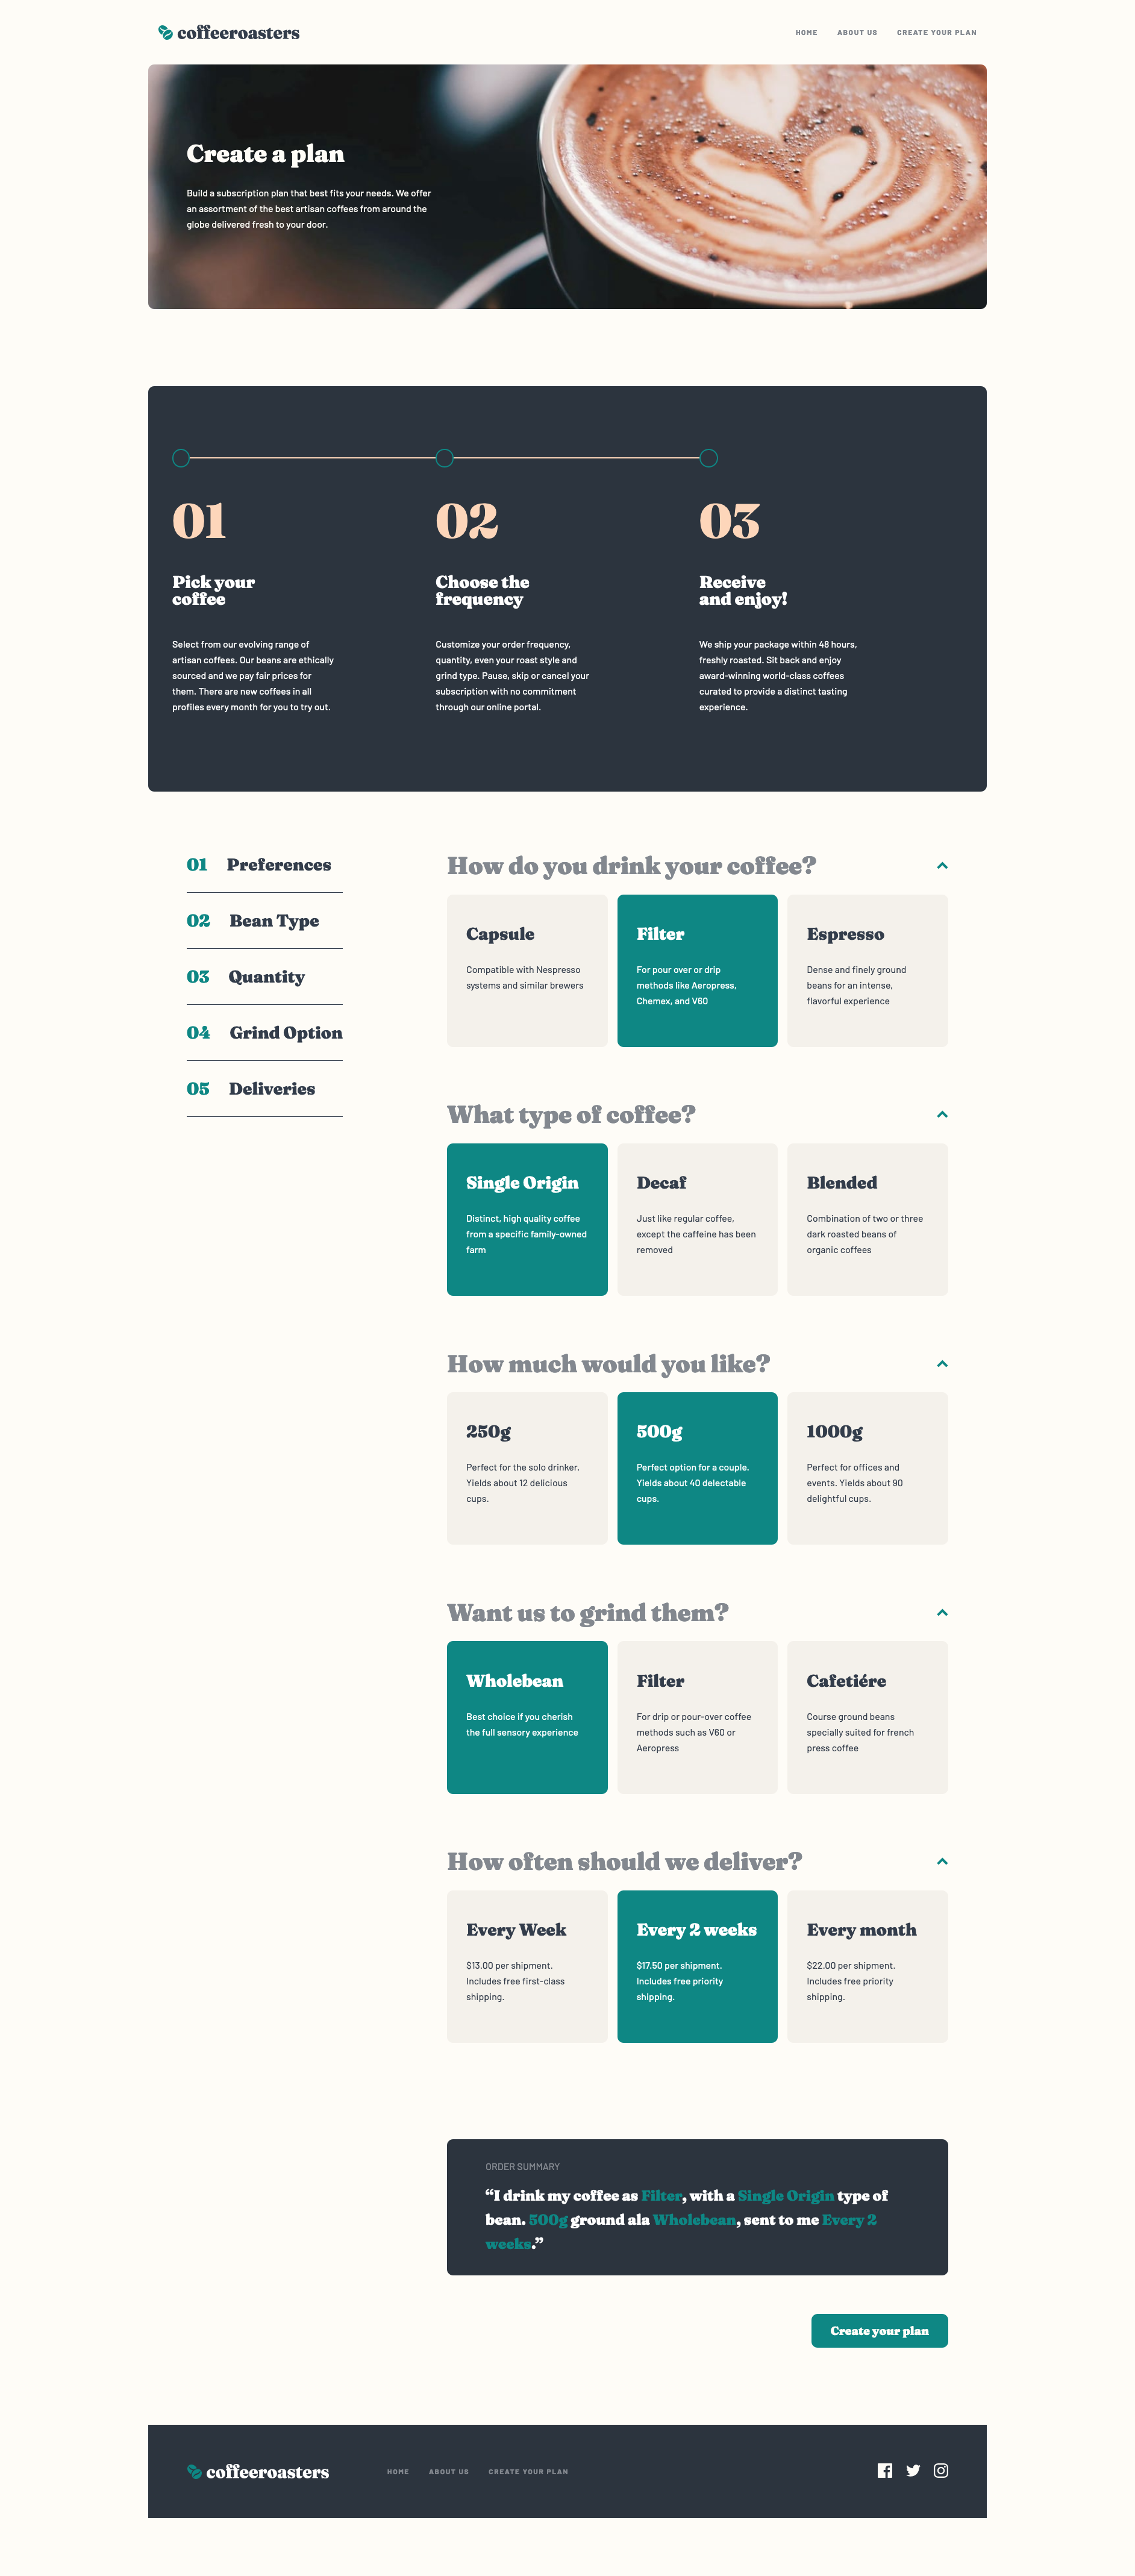 coffeeroasters
HOME ABOUT US CREATE YOUR PLAN
Create a plan
Build a subscription plan that best fits your needs. We offer
an assortment of the best artisan coffees from around the
globe delivered fresh to your door.
01
Pick your
coffee
Select from our evolving range of
artisan coffees. Our beans are ethically
sourced and we pay fair prices for
them. There are new coffees in all
profiles every month for you to try out.
02
Choose the
frequency
Customize your order frequency,
quantity, even your roast style and
grind type. Pause, skip or cancel your
subscription with no commitment
through our online portal.
03
Receive
and enjoy!
We ship your package within 48 hours,
freshly roasted. Sit back and enjoy
award-winning world-class coffees
curated to provide a distinct tasting
experience.
01 Preferences
02 Bean Type
03 Quantity
04 Grind Option
05 Deliveries
How do you drink your coffee?
Capsule
Compatible with Nespresso
systems and similar brewers
Filter
For pour over or drip
methods like Aeropress,
Chemex, and V60
Espresso
Dense and finely ground
beans for an intense,
flavorful experience
What type of coffee?
Single Origin
Distinct, high quality coffee
from a specific family-owned
farm
Decaf
Just like regular coffee,
except the caffeine has been
removed
Blended
Combination of two or three
dark roasted beans of
organic coffees
How much would you like?
250g
Perfect for the solo drinker.
Yields about 12 delicious
cups.
500g
Perfect option for a couple.
Yields about 40 delectable
cups.
1000g
Perfect for offices and
events. Yields about 90
delightful cups.
Want us to grind them?
Wholebean
Best choice if you cherish
the full sensory experience
Filter
For drip or pour-over coffee
methods such as V60 or
Aeropress
Cafetiére
Course ground beans
specially suited for french
press coffee
How often should we deliver?
Every Week
$13.00 per shipment.
Includes free first-class
shipping.
Every 2 weeks
$17.50 per shipment.
Includes free priority
shipping.
Every month
$22.00 per shipment.
Includes free priority
shipping.
ORDER SUMMARY
“I drink my coffee as Filter, with a Single Origin type of
bean. 500g ground ala Wholebean, sent to me Every 2
weeks.”
Create your plan
coffeeroasters
HOME ABOUT US CREATE YOUR PLAN